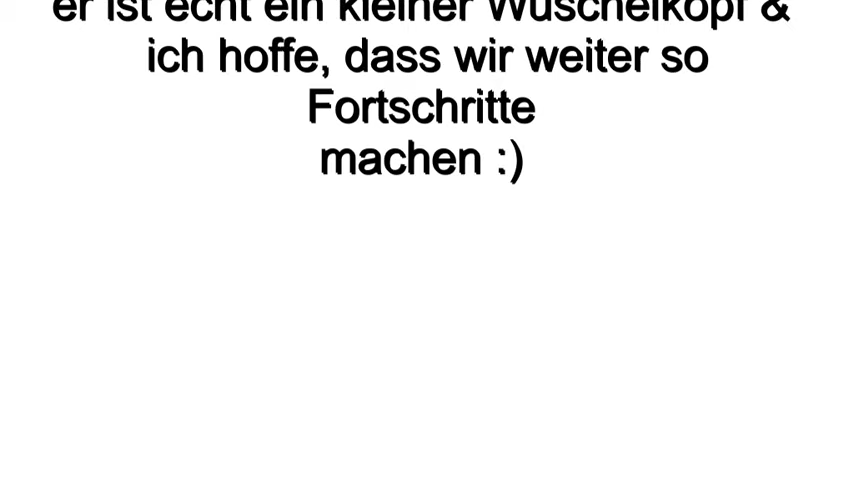 er ist echt ein kleiner Wuschelkopf &
ich hoffe, dass wir weiter so
Fortschritte
machen :)